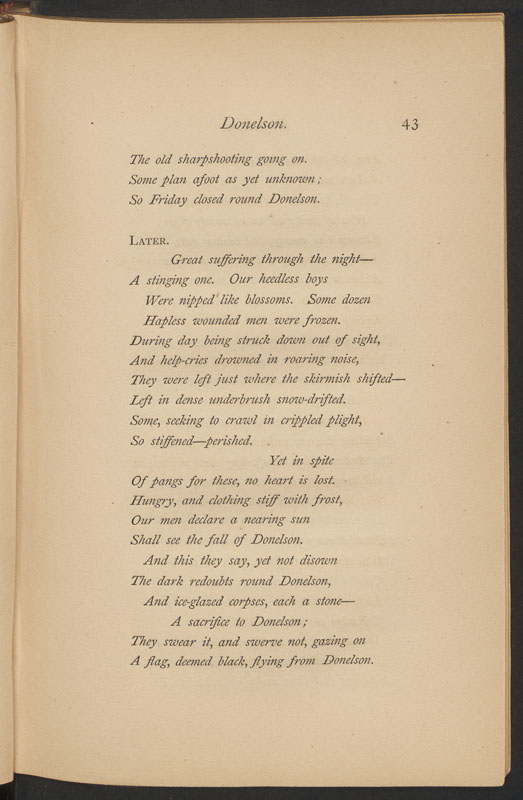 Donelson. 43
The old sharpshooting going on.
Some plan afoot as yet unknown;
So Friday closed round Donelson.
LATER.
Great suffering through the night—
A stinging one. Our heedless boys
Were nipped like blossoms. Some dozen
Hapless wounded men were frozen.
During day being struck down out of sight,
And help-cries drowned in roaring noise,
They were left just where the skirmish shifted—
Left in dense underbrush snow-drifted.
Some, seeking to crawl in crippled plight,
So stiffened—perished.
Yet in spite
Of pangs for these, no heart is lost.
Hungry, and clothing stiff with frost,
Our men declare a nearing sun
Shall see the fall of Donelson.
And this they say, yet not disown
The dark redoubts round Donelson,
And ice-glazed corpses, each a stone—
A sacrifice to Donelson;
They swear it, and swerve not, gazing on
A flag, deemed black, flying from Donelson.